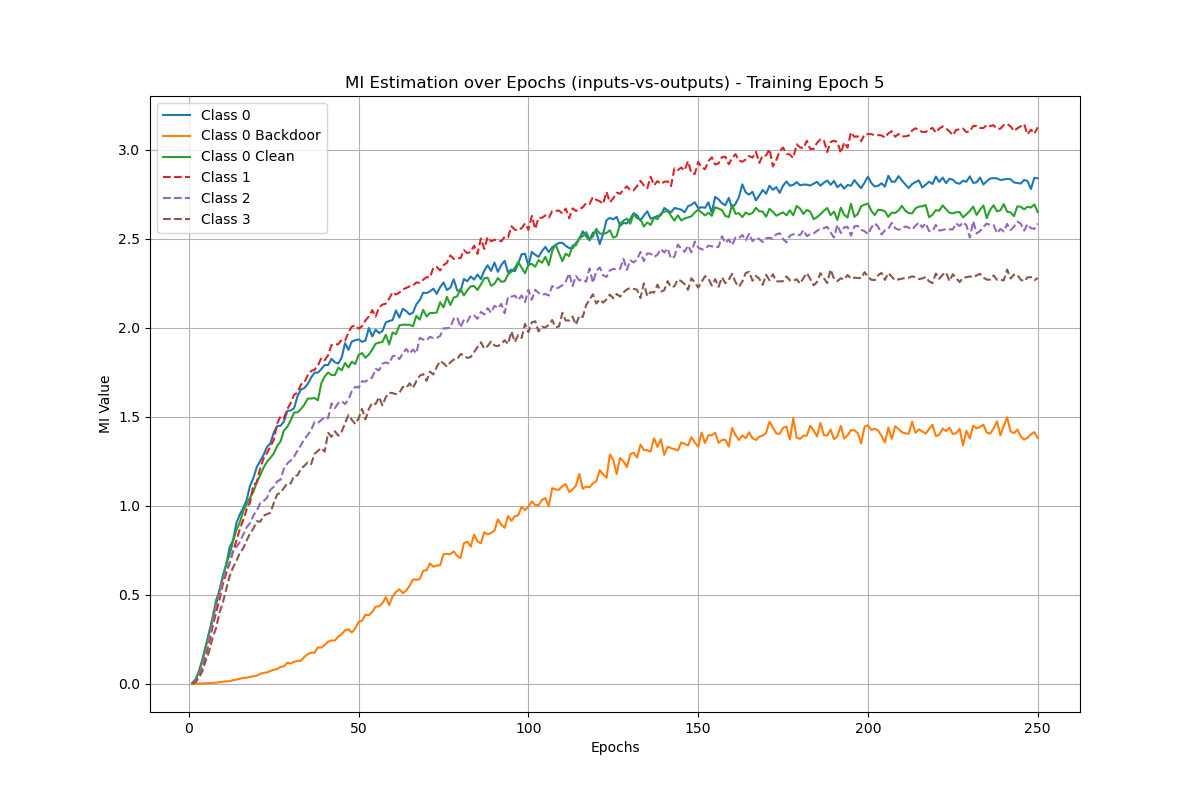 MI Estimation over Epochs (inputs-vs-outputs) - Training Epoch 5
Class 0
Class 0 Backdoor
Class 0 Clean
Class 1
Class 2
Class 3
3.0
2.5
2.0
1.5
1.0
0.5
0.0
MI Value
0 50 100 150 200 250
Epochs